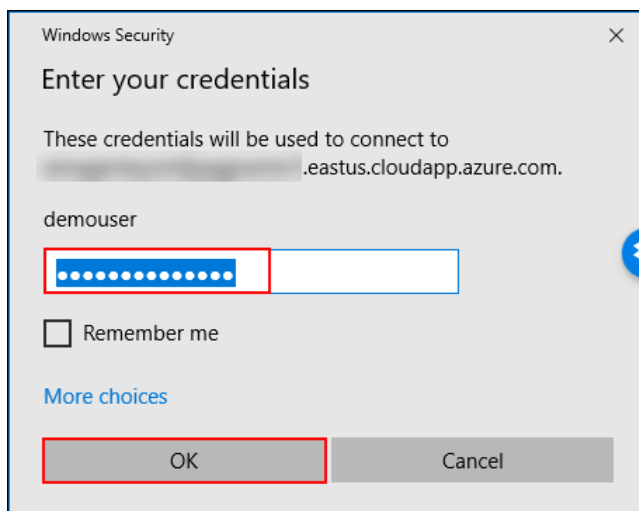 Windows Security
Enter your credentials
These credentials will be used to connect to
.eastus.cloudapp.azure.com.
demouser
••••••••••••••
Remember me
More choices
OK
Cancel